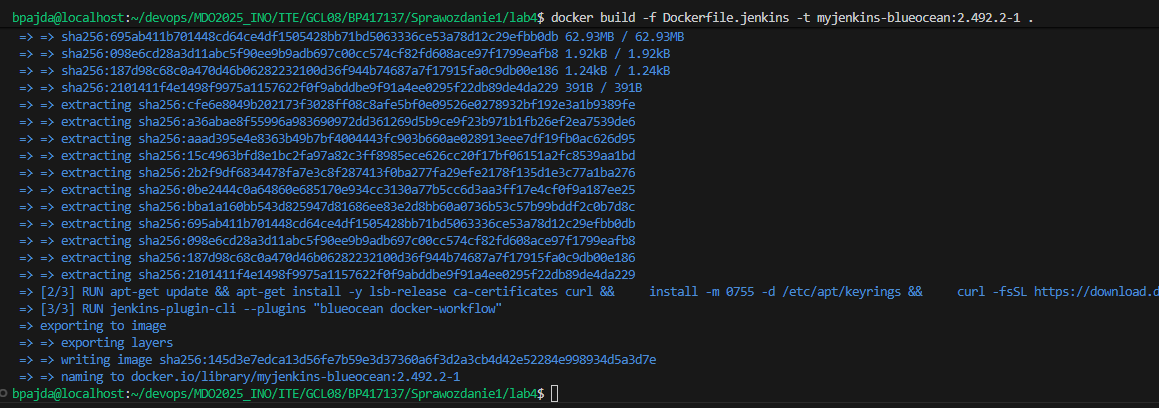 bpajda@localhost:~/devops/MDO2025_INO/ITE/GCL08/BP417137/Sprawozdanie1/lab4$ docker build -f Dockerfile.jenkins -t myjenkins-blueocean:2.492.2-1 .
=> => sha256:695ab411b701448cd64ce4df1505428bb71bd5063336ce53a78d12c29efbb0db 62.93MB / 62.93MB
=> => sha256:098e6cd28a3d11abc5f90ee9b9adb697c00cc574cf82fd608ace97f1799eafb8 1.92kB / 1.92kB
=> => sha256:187d98c68c0a470d46b06282232100d36f944b74687a7f17915fa0c9db00e186 1.24kB / 1.24kB
=> => sha256:2101411f4e1498f9975a1157622f0f9abddbe9f91a4ee0295f22db89de4da229 391B / 391B
=> => extracting sha256:cfe6e8049b202173f3028ff08c8afe5bf0e09526e0278932bf192e3a1b9389fe
=> => extracting sha256:a36abae8f55996a983690972dd361269d5b9ce9f23b971b1fb26ef2ea7539de6
=> => extracting sha256:aaad395e4e8363b49b7bf4004443fc903b660ae028913eee7df19fb0ac626d95
=> => extracting sha256:15c4963bfd8e1bc2fa97a82c3ff8985ece626cc20f17bf06151a2fc8539aa1bd
=> => extracting sha256:2b2f9df6834478fa7e3c8f287413f0ba277fa29efe2178f135d1e3c77a1ba276
=> => extracting sha256:0be2444c0a64860e685170e934cc3130a77b5cc6d3aa3ff17e4cf0f9a187ee25
=> => extracting sha256:bba1a160bb543d825947d81686ee83e2d8bb60a0736b53c57b99bddf2c0b7d8c
=> => extracting sha256:695ab411b701448cd64ce4df1505428bb71bd5063336ce53a78d12c29efbb0db
=> => extracting sha256:098e6cd28a3d11abc5f90ee9b9adb697c00cc574cf82fd608ace97f1799eafb8
=> => extracting sha256:187d98c68c0a470d46b06282232100d36f944b74687a7f17915fa0c9db00e186
=> => extracting sha256:2101411f4e1498f9975a1157622f0f9abddbe9f91a4ee0295f22db89de4da229
=> [2/3] RUN apt-get update && apt-get install -y lsb-release ca-certificates curl &&     install -m 0755 -d /etc/apt/keyrings &&     curl -fsSL https://download.d
=> [3/3] RUN jenkins-plugin-cli --plugins "blueocean docker-workflow"
=> exporting to image
=> => exporting layers
=> => writing image sha256:145d3e7edca13d56fe7b59e3d37360a6f3d2a3cb4d42e52284e998934d5a3d7e
=> => naming to docker.io/library/myjenkins-blueocean:2.492.2-1
bpajda@localhost:~/devops/MDO2025_INO/ITE/GCL08/BP417137/Sprawozdanie1/lab4$